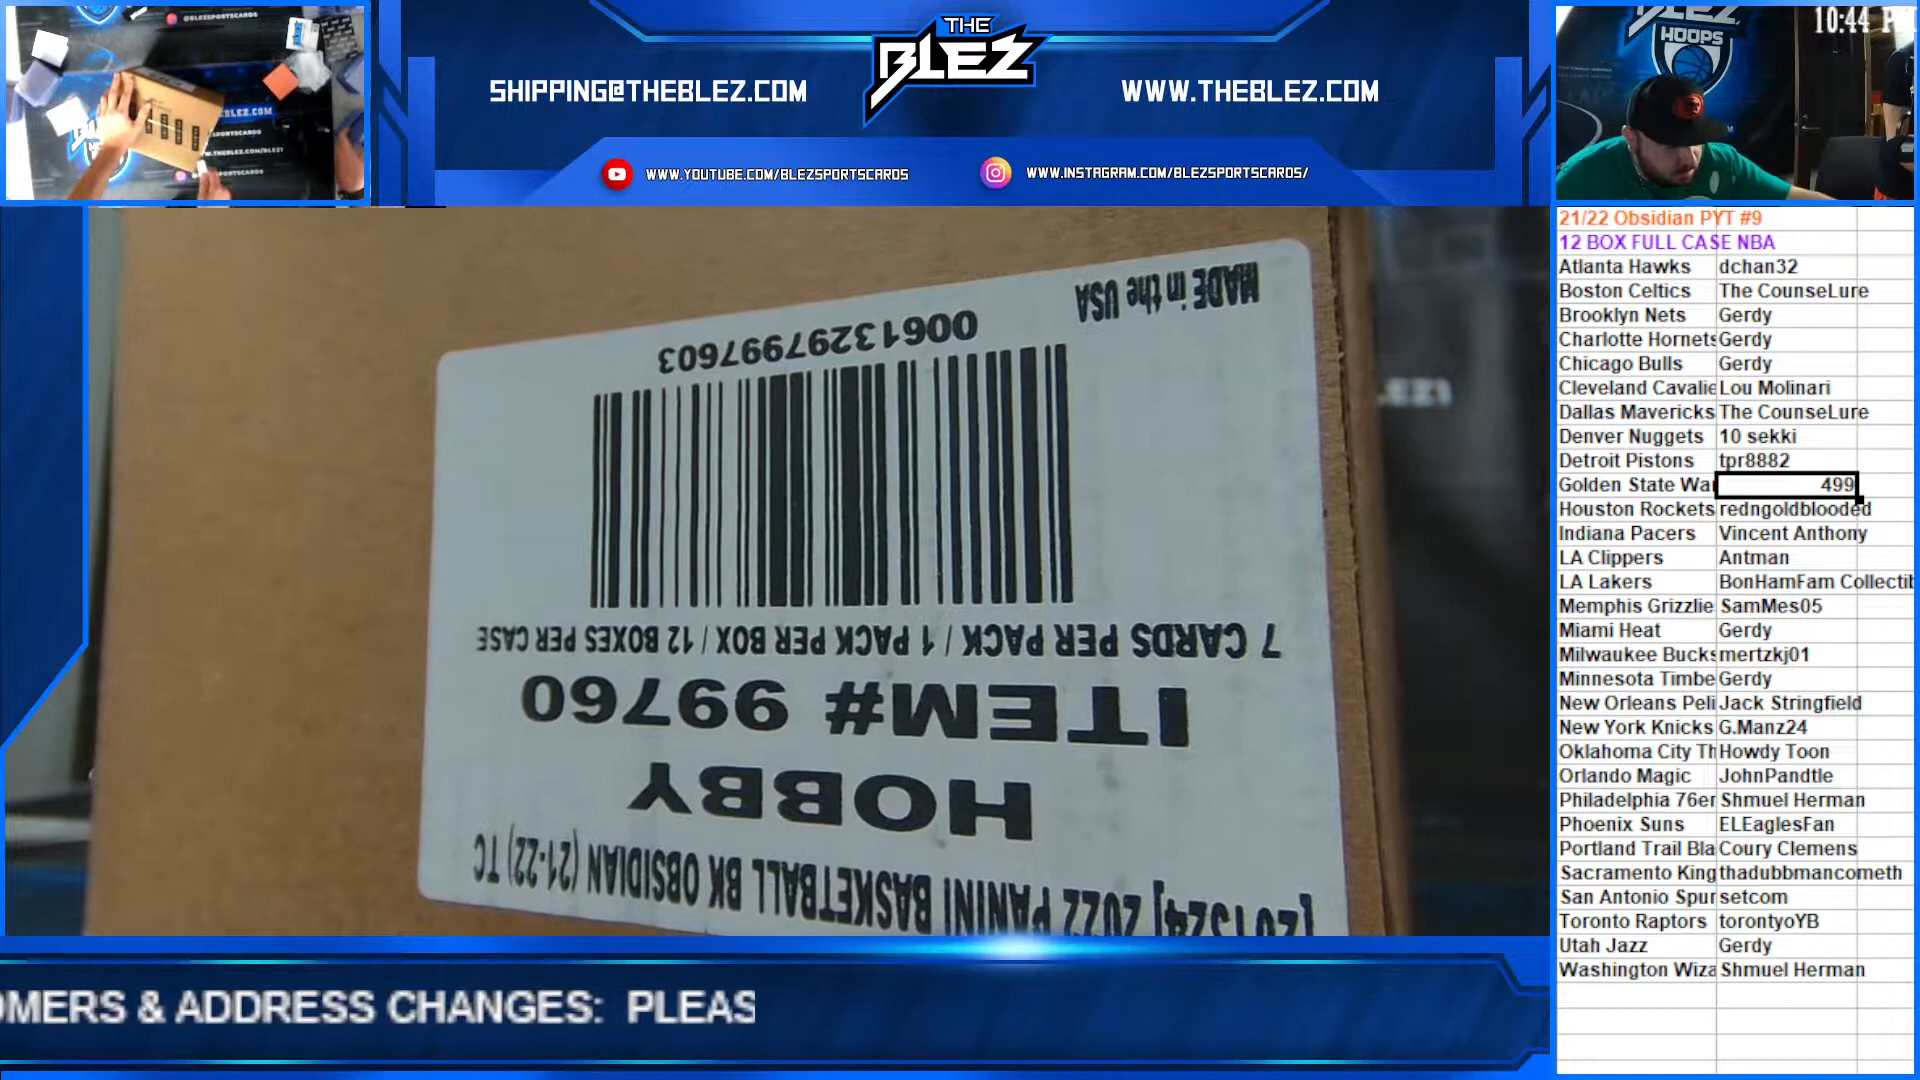 THE
BLEZ
SHIPPING@THEBLEZ.COM
WWW.THEBLEZ.COM
WWW.YOUTUBE.COM/BLEZSPORTSCARDS
WWW.INSTAGRAM.COM/BLEZSPORTSCARDS/
@BLEZSPORTSCARDS
BLEZ
HOOPS
10:44
MADE in the USA
00613297997603
7 CARDS PER PACK / 1 PACK PER BOX / 12 BOXES PER CASE
ITEM# 99760
HOBBY
2022 PANINI BASKETBALL BK OBSIDIAN (21-22) TC
OMERS & ADDRESS CHANGES: PLEAS
21/22 Obsidian PYT #9
12 BOX FULL CASE NBA
Atlanta Hawks dchan32
Boston Celtics The CounseLure
Brooklyn Nets Gerdy
Charlotte Hornets Gerdy
Chicago Bulls Gerdy
Cleveland Cavalie Lou Molinari
Dallas Mavericks The CounseLure
Denver Nuggets 10 sekki
Detroit Pistons tpr8882
Golden State Wa 499
Houston Rockets redngoldblooded
Indiana Pacers Vincent Anthony
LA Clippers Antman
LA Lakers BonHamFam Collectib
Memphis Grizzlie SamMes05
Miami Heat Gerdy
Milwaukee Bucks mertzkj01
Minnesota Timbe Gerdy
New Orleans Peli Jack Stringfield
New York Knicks G.Manz24
Oklahoma City Th Howdy Toon
Orlando Magic JohnPandtle
Philadelphia 76er Shmuel Herman
Phoenix Suns ELEaglesFan
Portland Trail Bla Coury Clemens
Sacramento King thadubbmancometh
San Antonio Spur setcom
Toronto Raptors torontyoYB
Utah Jazz Gerdy
Washington Wiza Shmuel Herman